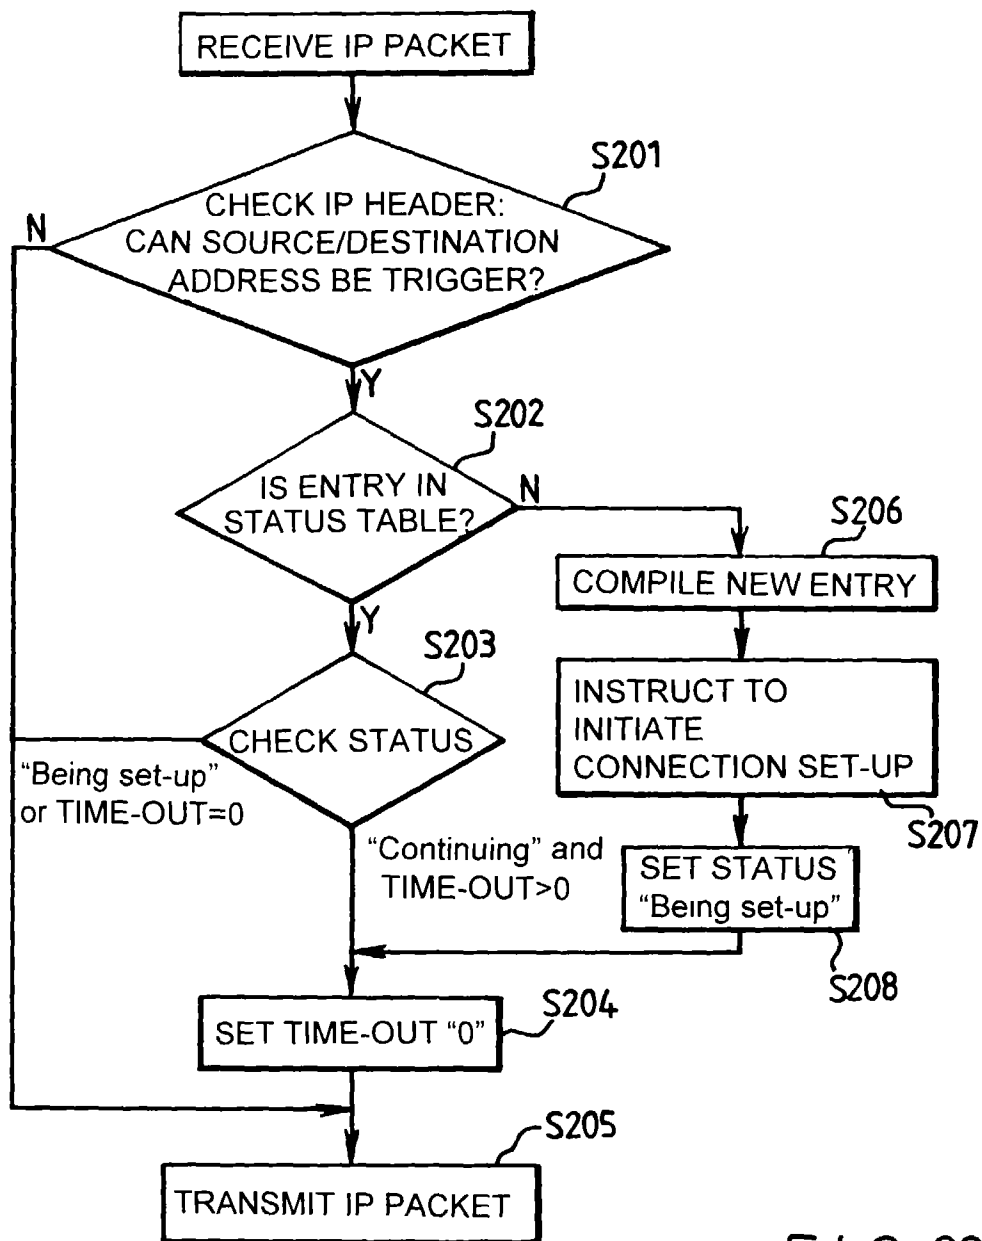 RECEIVE IP PACKET
S201
CHECK IP HEADER:
CAN SOURCE/DESTINATION
ADDRESS BE TRIGGER?
N
Y
S202
IS ENTRY IN
STATUS TABLE?
N
Y
S206
COMPILE NEW ENTRY
S203
CHECK STATUS
INSTRUCT TO
INITIATE
CONNECTION SET-UP
S207
"Being set-up"
or TIME-OUT=0
"Continuing" and
TIME-OUT>0
SET STATUS
"Being set-up"
S208
S204
SET TIME-OUT "0"
S205
TRANSMIT IP PACKET